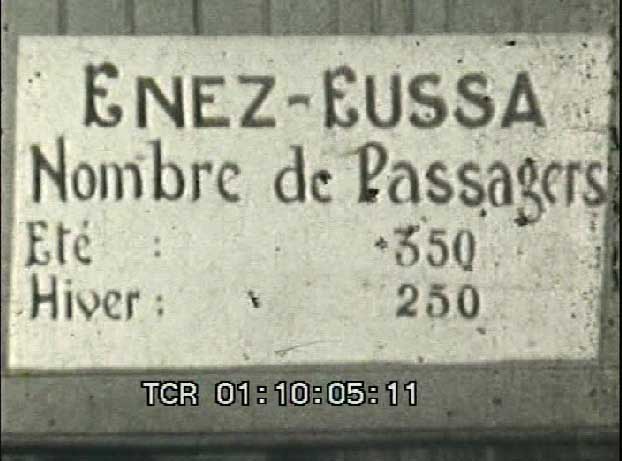 ENEZ-EUSSA
Nombre de Passagers
Eté : 350
Hiver : 250
TCR 01:10:05:11